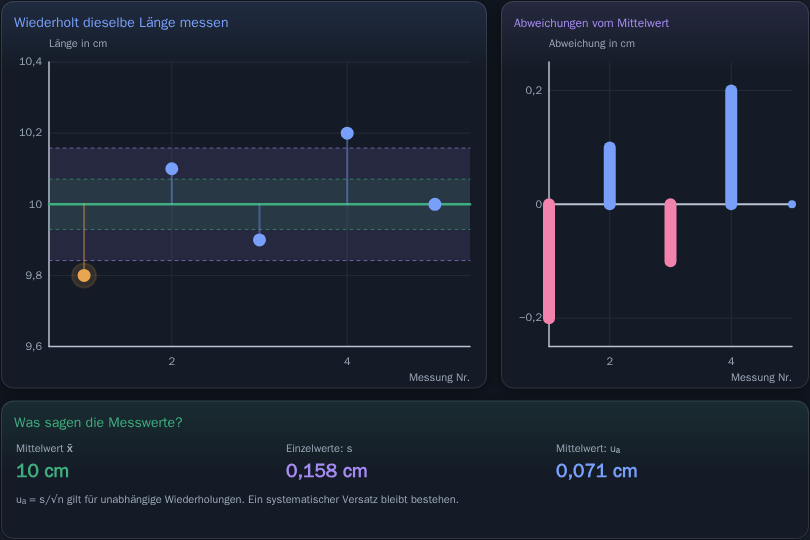 Wiederholt dieselbe Länge messen
Länge in cm
10,4
10,2
10
9,8
9,6
2
4
Messung Nr.
Abweichungen vom Mittelwert
Abweichung in cm
0,2
0
−0,2
2
4
Messung Nr.
Was sagen die Messwerte?
Mittelwert x̄
Einzelwerte: s
Mittelwert: uₐ
10 cm
0,158 cm
0,071 cm
uₐ = s/√n gilt für unabhängige Wiederholungen. Ein systematischer Versatz bleibt bestehen.